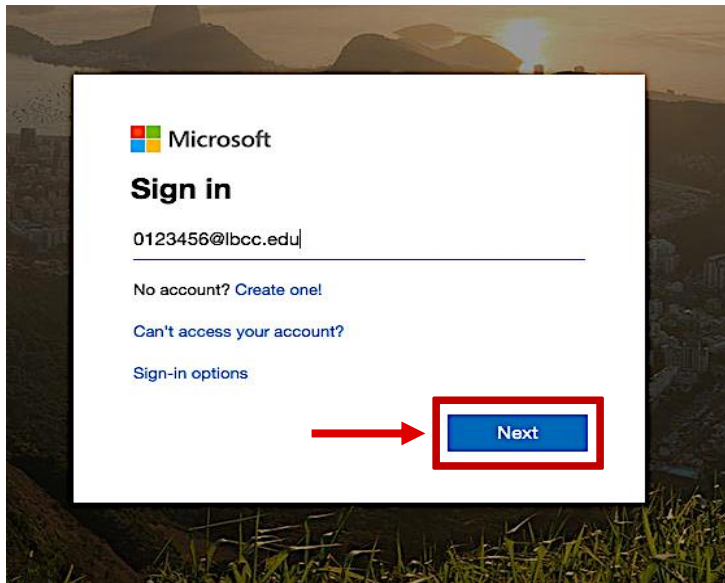 Microsoft
Sign in
0123456@lbcc.edu
No account? Create one!
Can't access your account?
Sign-in options
Next